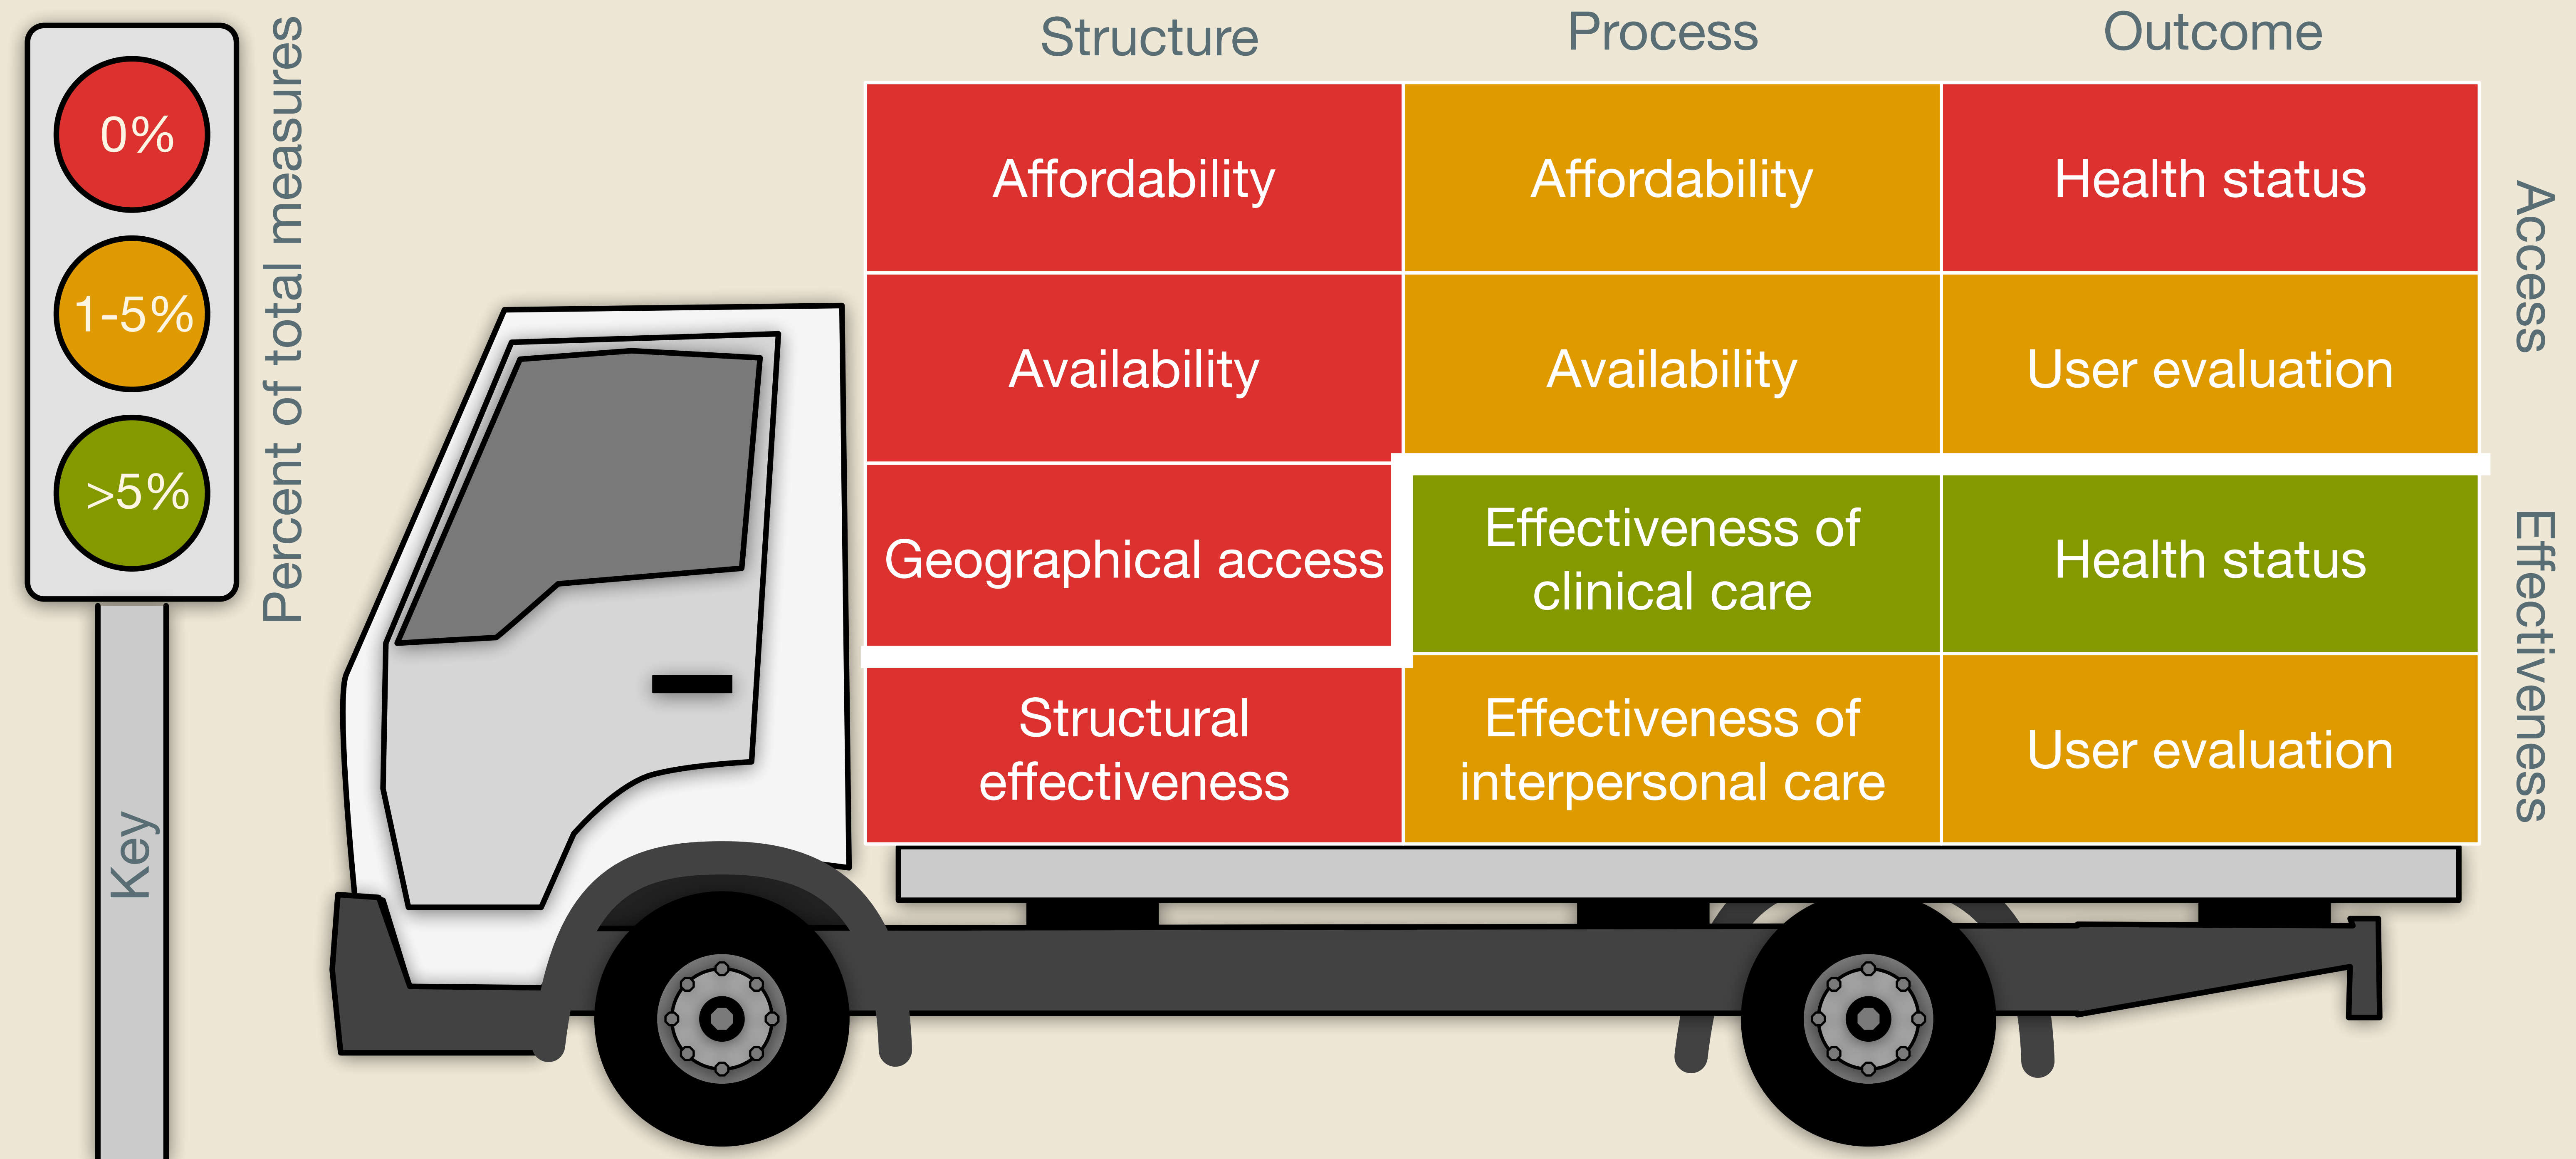 0%
1-5%
>5%
Key
Percent of total measures
Structure
Process
Outcome
Affordability
Affordability
Health status
Availability
Availability
User evaluation
Geographical access
Effectiveness of
clinical care
Health status
Structural
effectiveness
Effectiveness of
interpersonal care
User evaluation
Access
Effectiveness